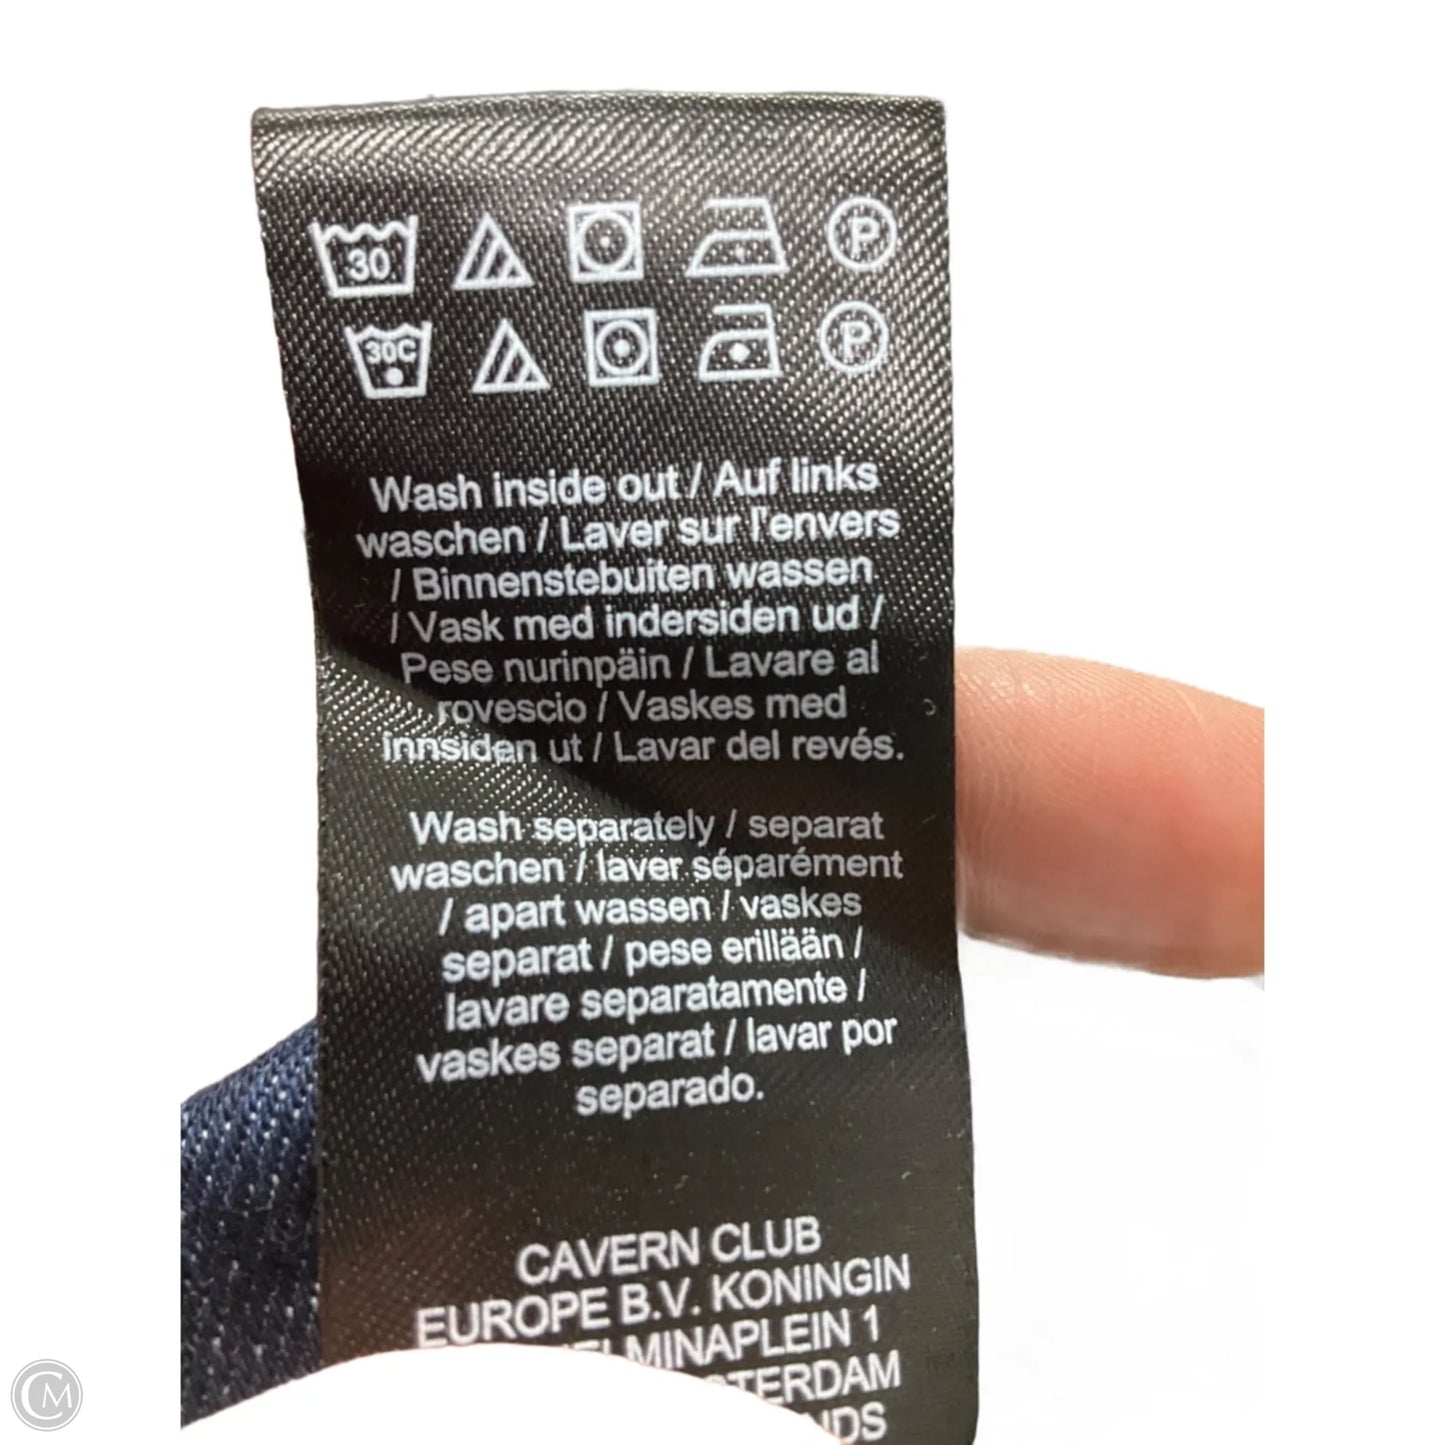 30 P
30C P
Wash inside out / Auf links
waschen / Laver sur l'envers
/ Binnenstebuiten wassen
/ Vask med indersiden ud /
Pese nurinpäin / Lavare al
rovescio / Vaskes med
innsiden ut / Lavar del revés.
Wash separately / separat
waschen / laver séparément
/ apart wassen / vaskes
separat / pese erillään /
lavare separatamente /
vaskes separat / lavar por
separado.
CAVERN CLUB
EUROPE B.V. KONINGIN
1
CM